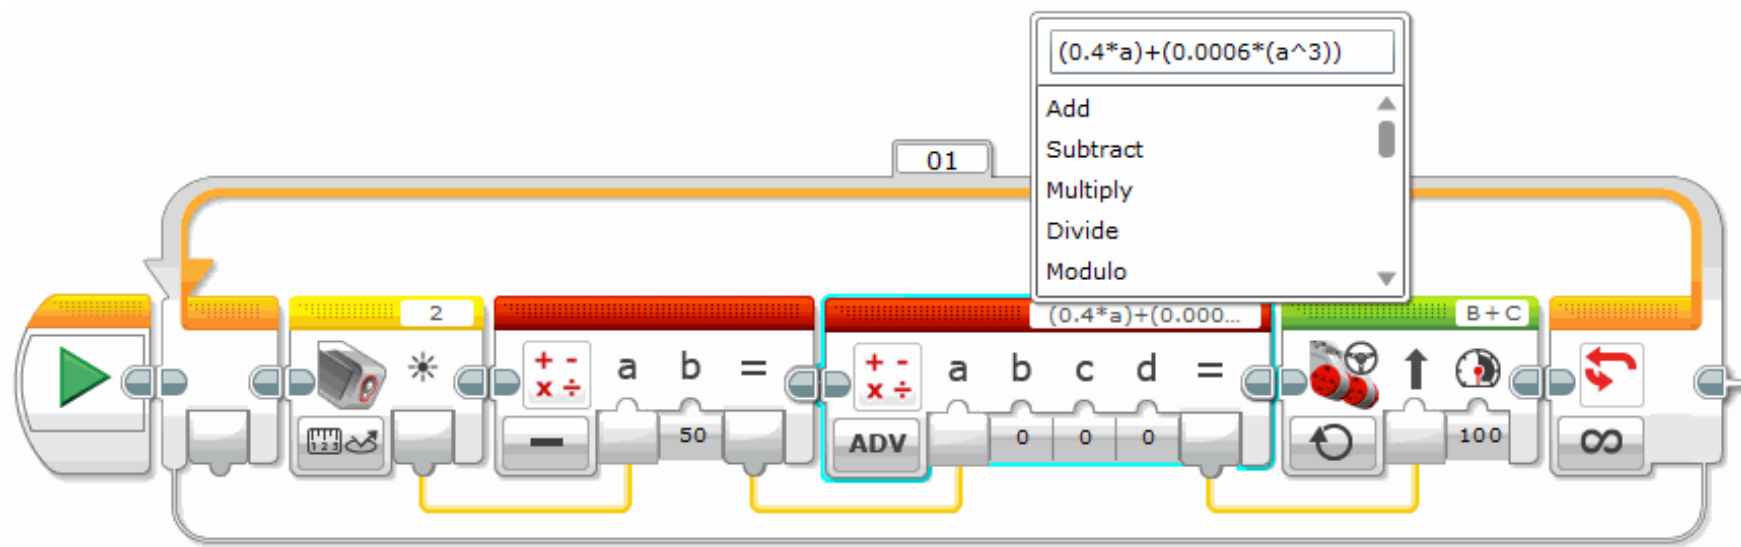 (0.4*a)+(0.0006*(a^3))
Add
Subtract
Multiply
Divide
Modulo
01
2
(0.4*a)+(0.000...
B+C
+ -
x ÷
a b =
+ -
x ÷
a b c d =
123
50
ADV
0 0 0
100
∞